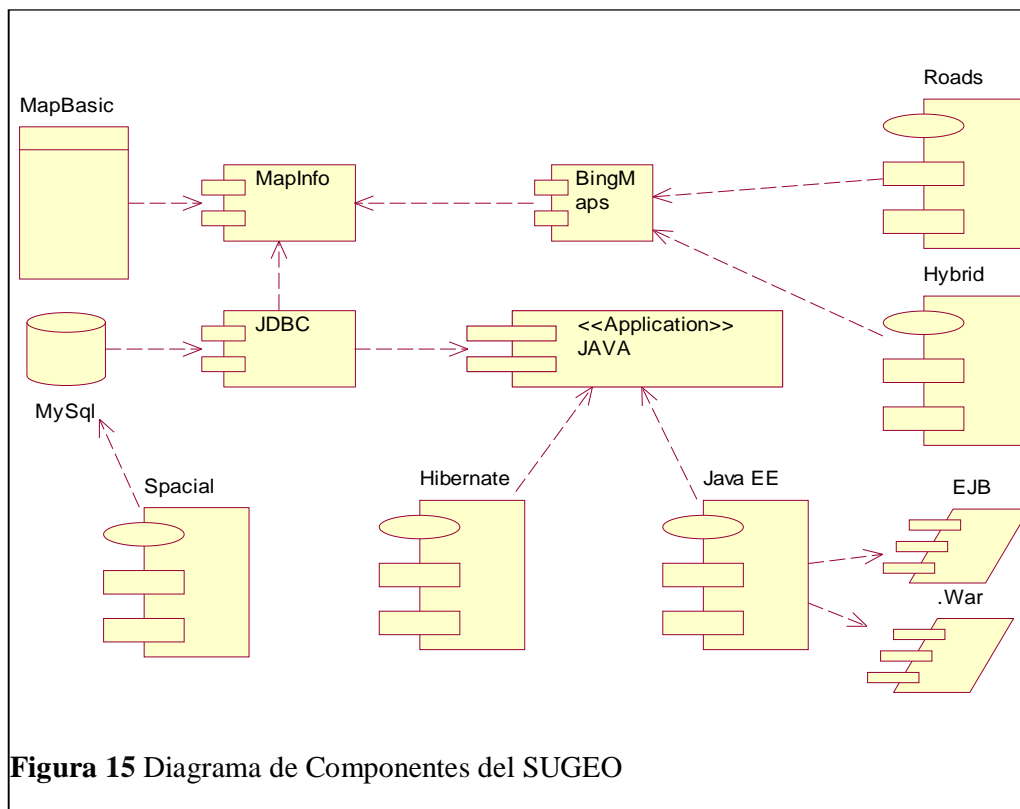 Roads
MapBasic
MapInfo
BingM
aps
Hybrid
JDBC
<<Application>>
JAVA
MySql
Spacial
Hibernate
Java EE
EJB
.War
Figura 15 Diagrama de Componentes del SUGEO